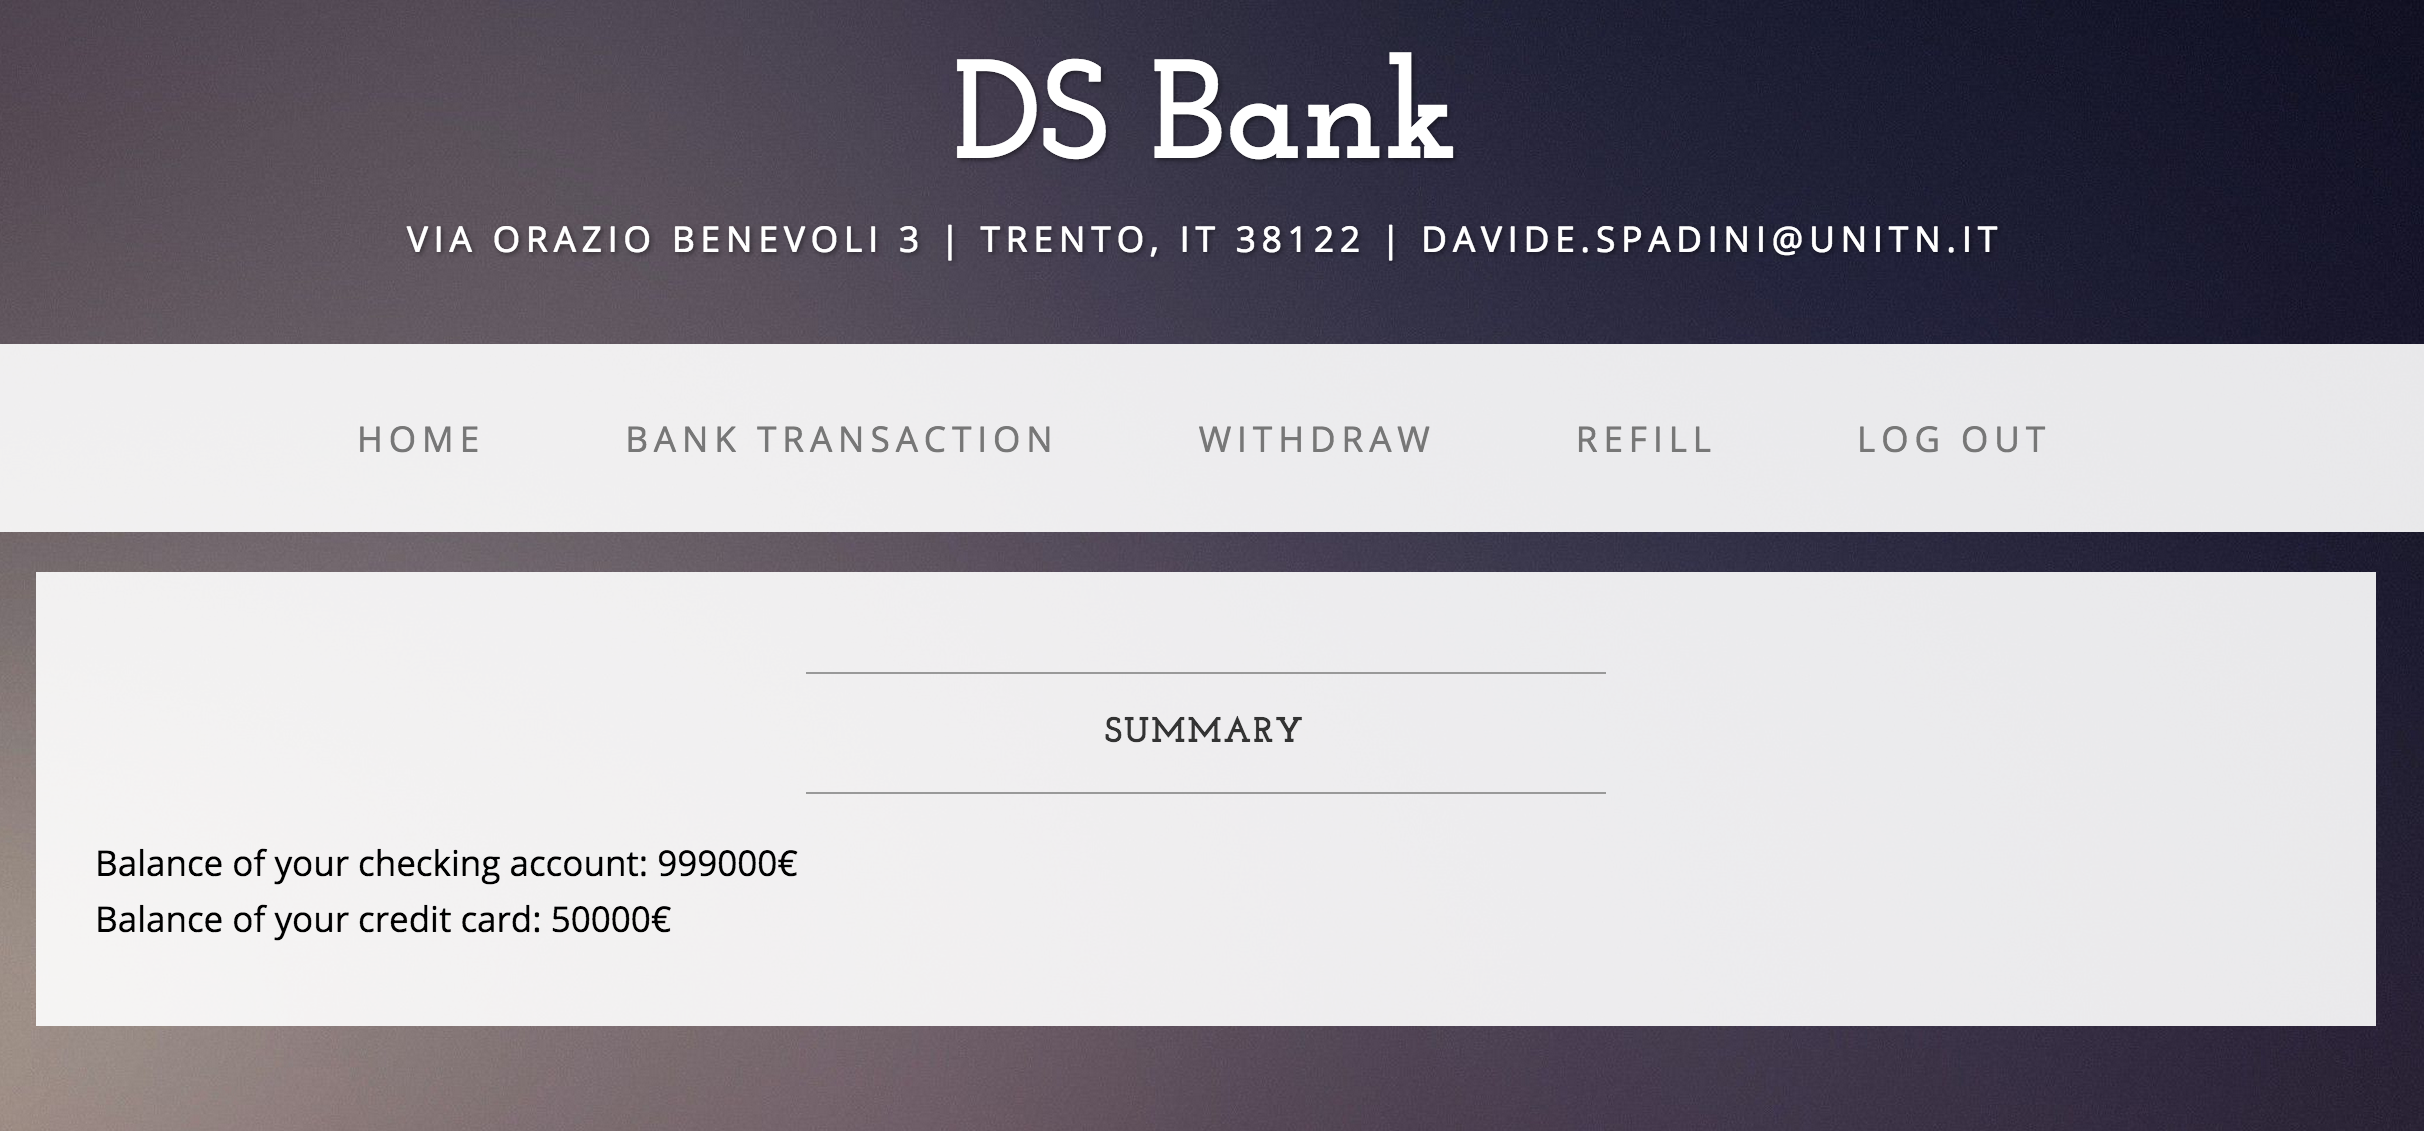 DS Bank
VIA ORAZIO BENEVOLI 3 | TRENTO, IT 38122 | DAVIDE.SPADINI@UNITN.IT
HOME BANK TRANSACTION WITHDRAW REFILL LOG OUT
SUMMARY
Balance of your checking account: 999000€
Balance of your credit card: 50000€